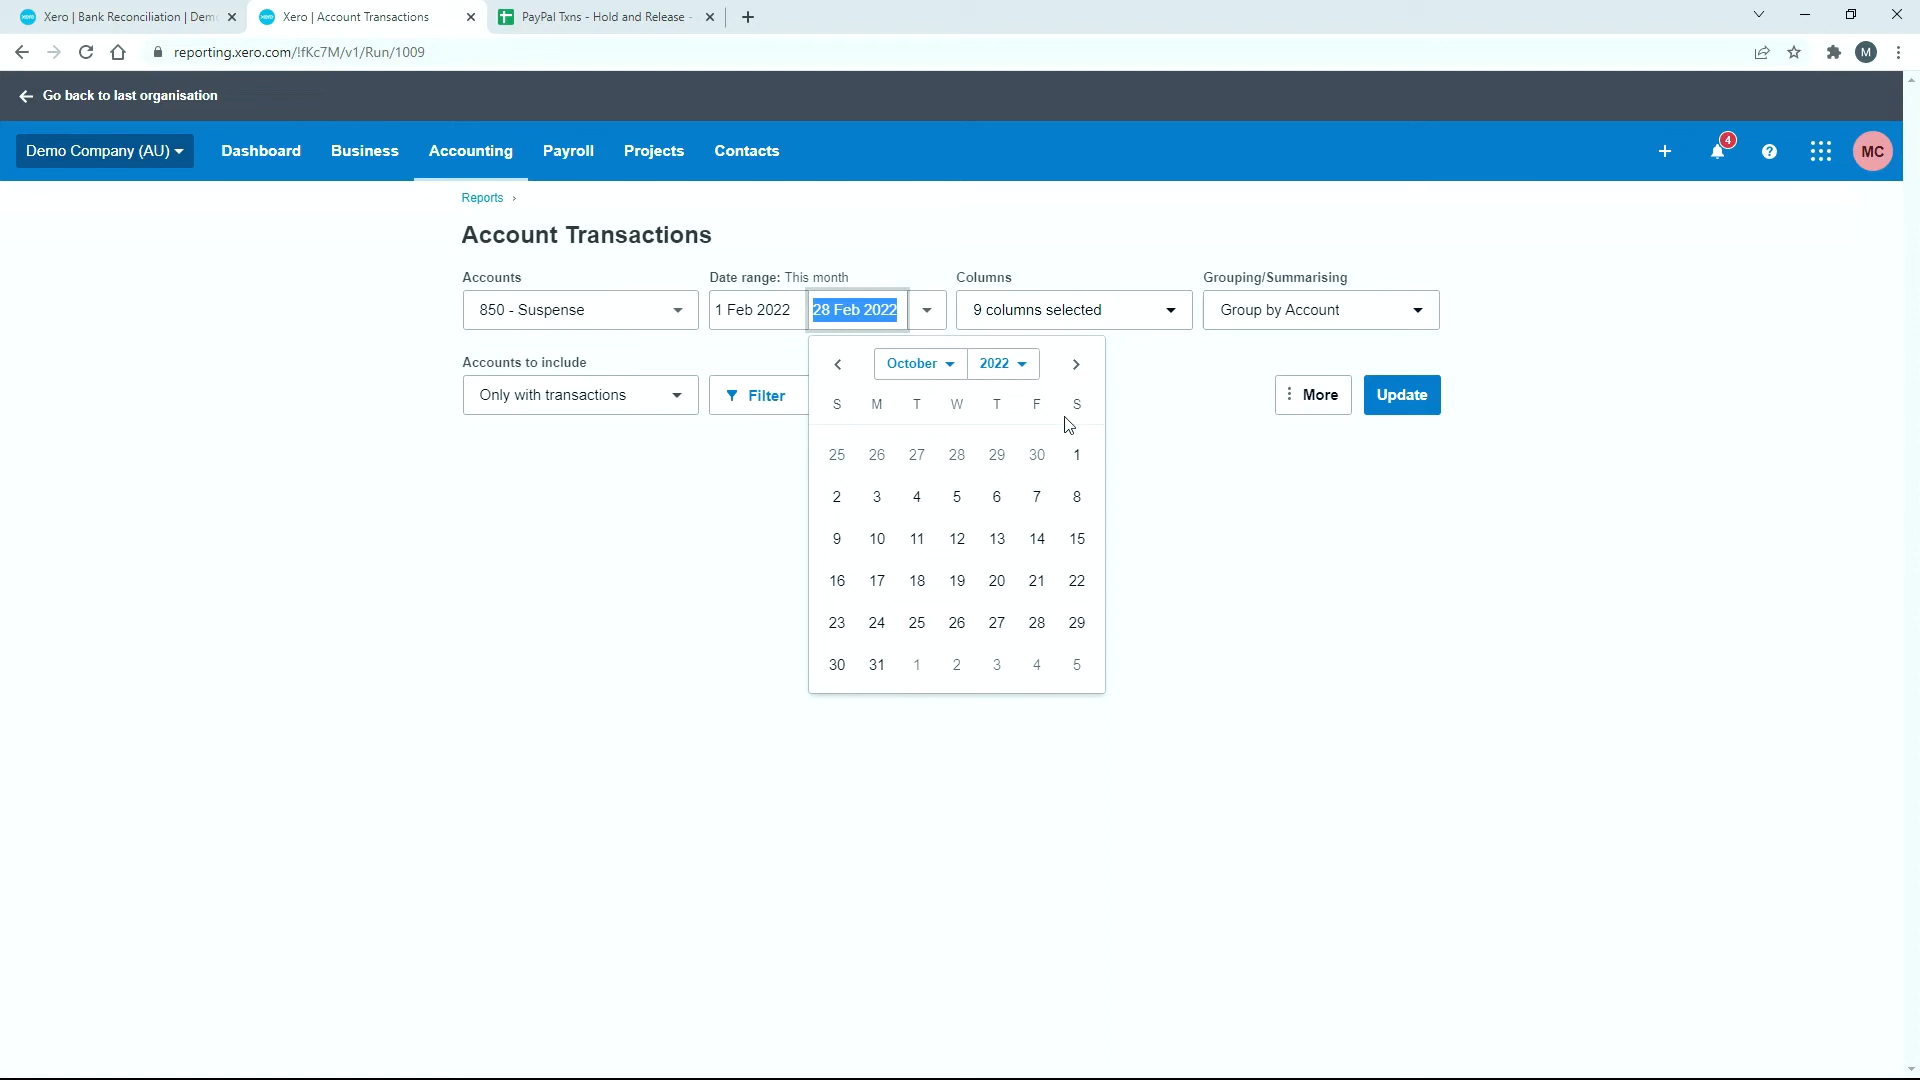 xero Xero | Bank Reconciliation | Dem
xero Xero | Account Transactions
PayPal Txns - Hold and Release -
reporting.xero.com/!fKc7M/v1/Run/1009
M
Go back to last organisation
Demo Company (AU)
Dashboard
Business
Accounting
Payroll
Projects
Contacts
4
MC
Reports
Account Transactions
Accounts
Date range: This month
Columns
Grouping/Summarising
850 - Suspense
1 Feb 2022
28 Feb 2022
9 columns selected
Group by Account
Accounts to include
Only with transactions
Filter
More
Update
October
2022
S M T W T F S
25 26 27 28 29 30 1
2 3 4 5 6 7 8
9 10 11 12 13 14 15
16 17 18 19 20 21 22
23 24 25 26 27 28 29
30 31 1 2 3 4 5